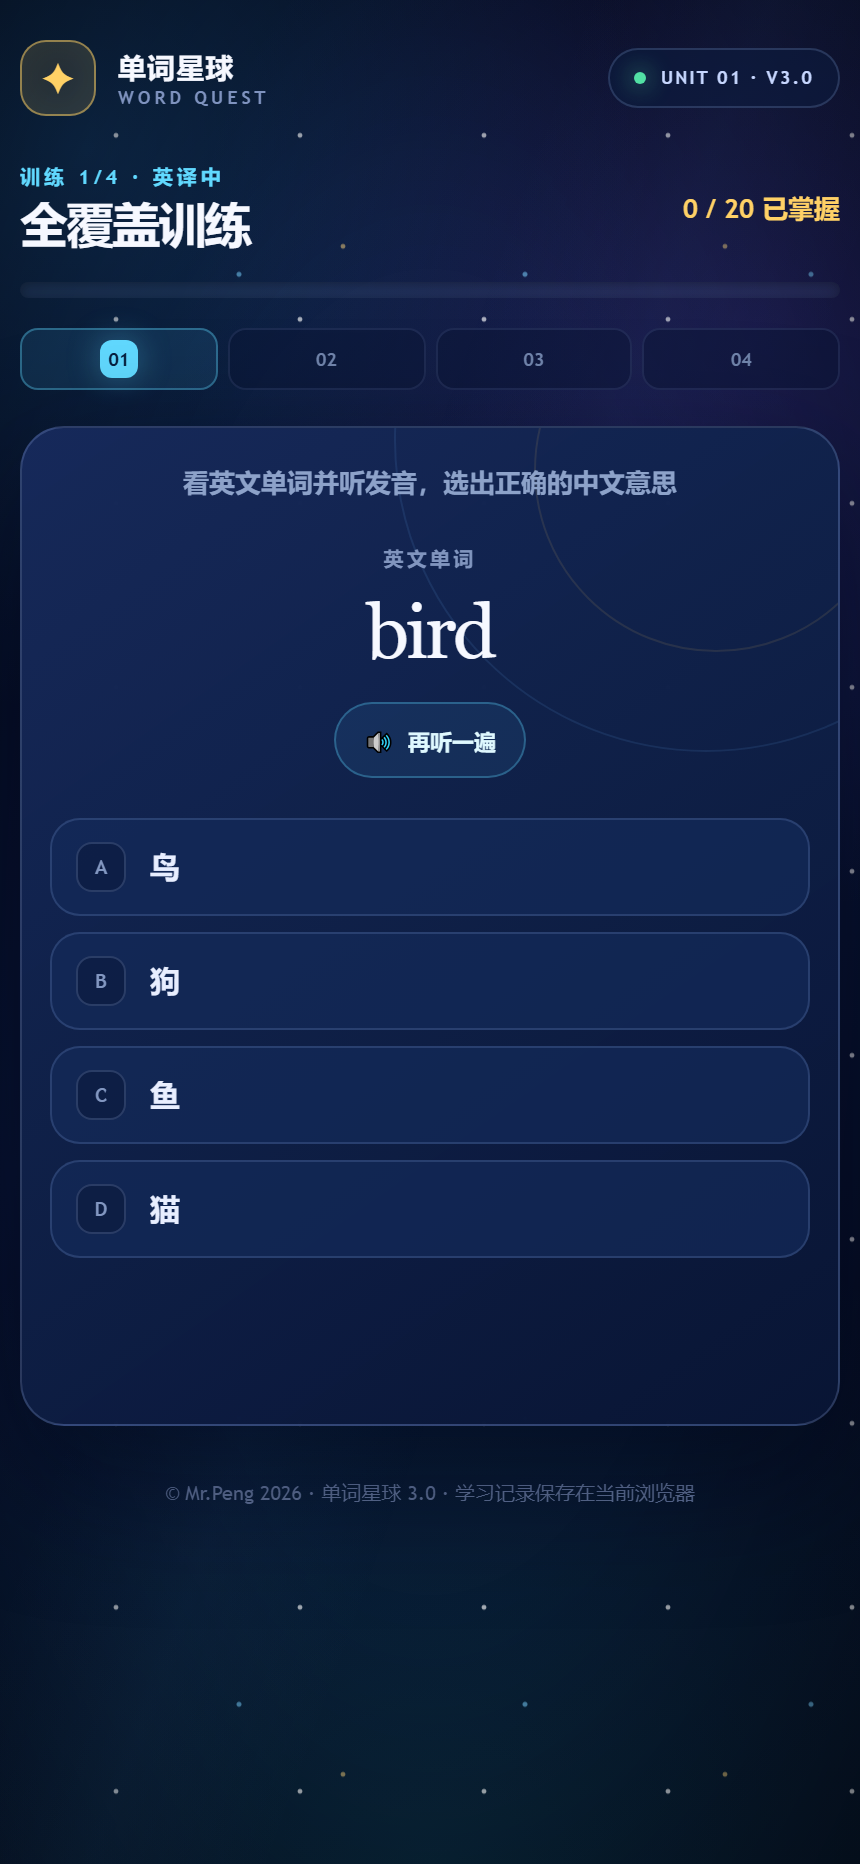 单词星球
WORD QUEST
UNIT 01 · V3.0
训练 1/4 · 英译中
全覆盖训练
0 / 20 已掌握
01
02
03
04
看英文单词并听发音，选出正确的中文意思
英文单词
bird
再听一遍
A 鸟
B 狗
C 鱼
D 猫
© Mr.Peng 2026 · 单词星球 3.0 · 学习记录保存在当前浏览器